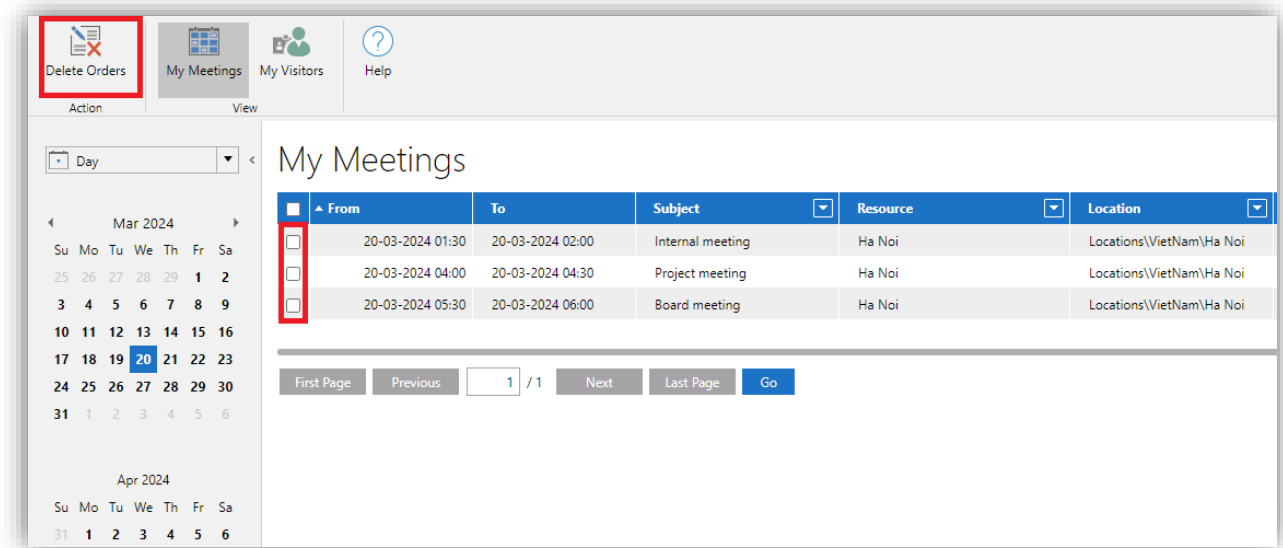 Delete Orders My Meetings My Visitors Help
Action View
Day
My Meetings
From To Subject Resource Location
20-03-2024 01:30 20-03-2024 02:00 Internal meeting Ha Noi Locations\VietNam\Ha Noi
20-03-2024 04:00 20-03-2024 04:30 Project meeting Ha Noi Locations\VietNam\Ha Noi
20-03-2024 05:30 20-03-2024 06:00 Board meeting Ha Noi Locations\VietNam\Ha Noi
First Page Previous 1 / 1 Next Last Page Go
Mar 2024
Su Mo Tu We Th Fr Sa
25 26 27 28 29 1 2
3 4 5 6 7 8 9
10 11 12 13 14 15 16
17 18 19 20 21 22 23
24 25 26 27 28 29 30
31 1 2 3 4 5 6
Apr 2024
Su Mo Tu We Th Fr Sa
31 1 2 3 4 5 6